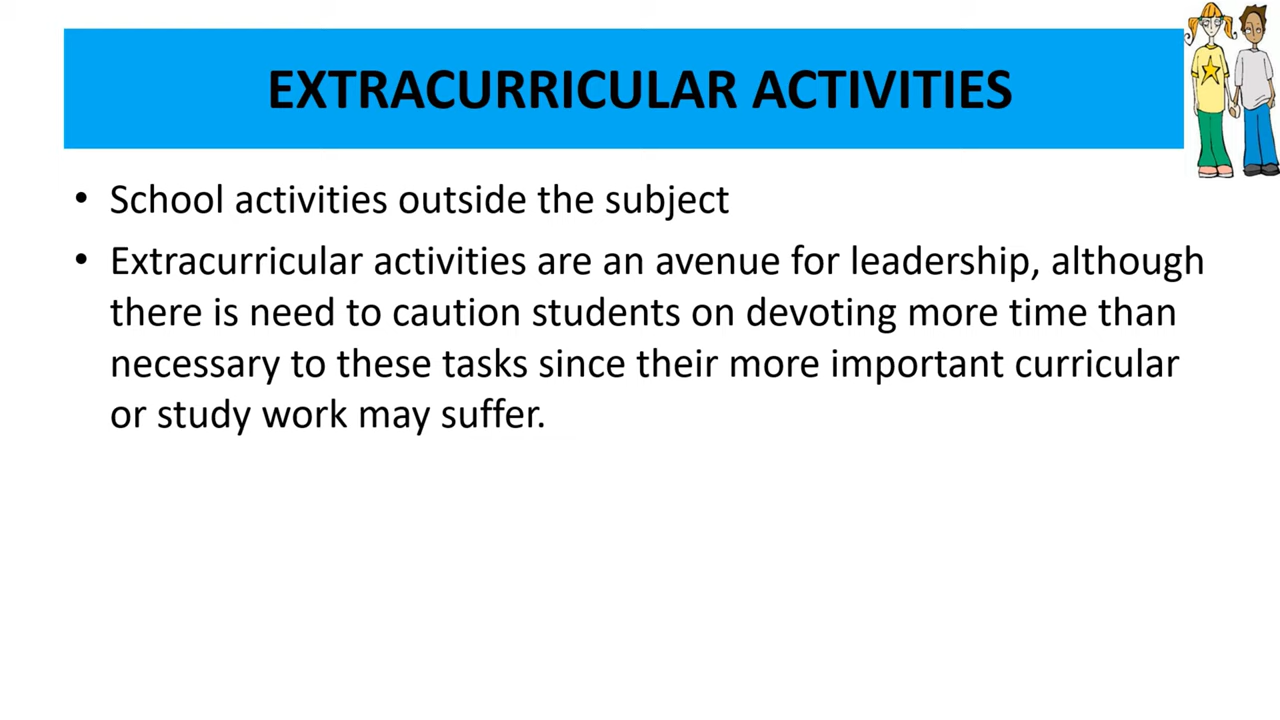 EXTRACURRICULAR ACTIVITIES
• School activities outside the subject
• Extracurricular activities are an avenue for leadership, although
there is need to caution students on devoting more time than
necessary to these tasks since their more important curricular
or study work may suffer.